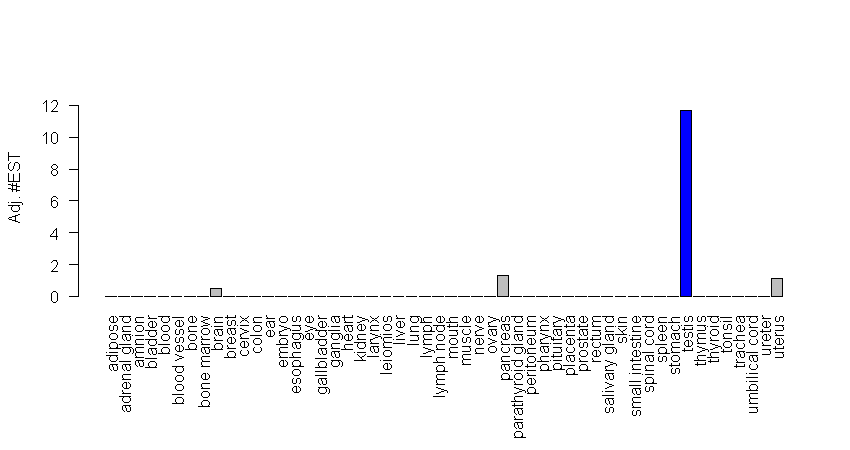 Adj. #EST
12
10
8
6
4
2
0
adipose
adrenal gland
amnion
bladder
blood
blood vessel
bone
bone marrow
brain
breast
cervix
colon
ear
embryo
esophagus
eye
gallbladder
ganglia
heart
kidney
larynx
leiomios
liver
lung
lymph
lymph node
mouth
muscle
nerve
ovary
pancreas
parathyroid gland
peritoneum
pharynx
pituitary
placenta
prostate
rectum
salivary gland
skin
small intestine
spinal cord
spleen
stomach
testis
thymus
thyroid
tonsil
trachea
umbilical cord
ureter
uterus